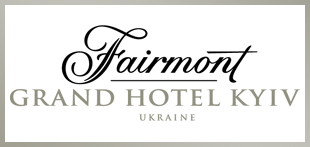 Fairmont
GRAND HOTEL KYIV
UKRAINE